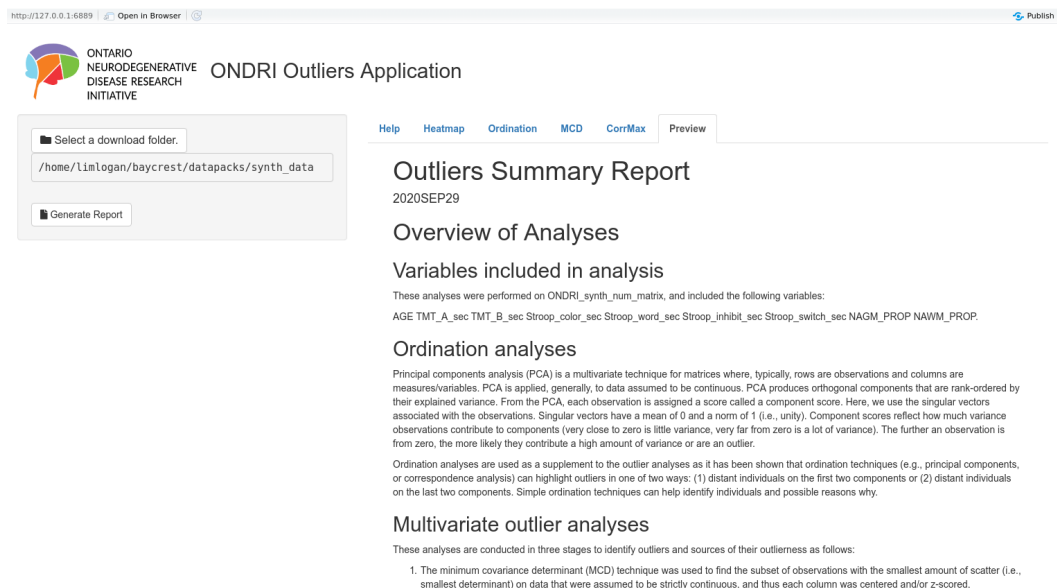 http://127.0.0.1:6889
Open in Browser
Publish
ONTARIO
NEURODEGENERATIVE
DISEASE RESEARCH
INITIATIVE
ONDRI Outliers Application
Select a download folder.
/home/limlogan/baycrest/datapacks/synth_data
Generate Report
Help Heatmap Ordination MCD CorrMax Preview
Outliers Summary Report
2020SEP29
Overview of Analyses
Variables included in analysis
These analyses were performed on ONDRI_synth_num_matrix, and included the following variables:
AGE TMT_A_sec TMT_B_sec Stroop_color_sec Stroop_word_sec Stroop_inhibit_sec Stroop_switch_sec NAGM_PROP NAWM_PROP.
Ordination analyses
Principal components analysis (PCA) is a multivariate technique for matrices where, typically, rows are observations and columns are
measures/variables. PCA is applied, generally, to data assumed to be continuous. PCA produces orthogonal components that are rank-ordered by
their explained variance. From the PCA, each observation is assigned a score called a component score. Here, we use the singular vectors
associated with the observations. Singular vectors have a mean of 0 and a norm of 1 (i.e., unity). Component scores reflect how much variance
observations contribute to components (very close to zero is little variance, very far from zero is a lot of variance). The further an observation is
from zero, the more likely they contribute a high amount of variance or are an outlier.
Ordination analyses are used as a supplement to the outlier analyses as it has been shown that ordination techniques (e.g., principal components,
or correspondence analysis) can highlight outliers in one of two ways: (1) distant individuals on the first two components or (2) distant individuals
on the last two components. Simple ordination techniques can help identify individuals and possible reasons why.
Multivariate outlier analyses
These analyses are conducted in three stages to identify outliers and sources of their outlierness as follows:
1. The minimum covariance determinant (MCD) technique was used to find the subset of observations with the smallest amount of scatter (i.e.,
smallest determinant) on data that were assumed to be strictly continuous, and thus each column was centered and/or z-scored.